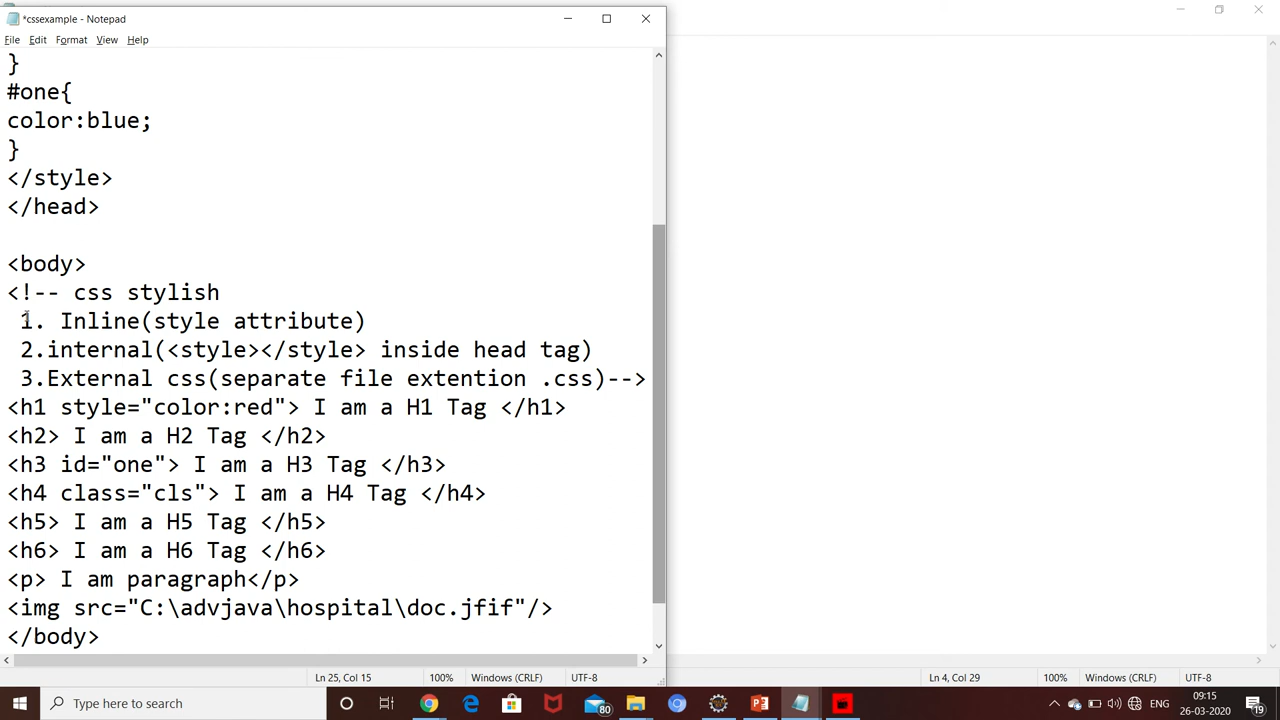 *cssexample - Notepad
File Edit Format View Help
}
#one{
color:blue;
}
</style>
</head>
<body>
<!-- css stylish
1. Inline(style attribute)
2.internal(<style></style> inside head tag)
3.External css(separate file extention .css)-->
<h1 style="color:red"> I am a H1 Tag </h1>
<h2> I am a H2 Tag </h2>
<h3 id="one"> I am a H3 Tag </h3>
<h4 class="cls"> I am a H4 Tag </h4>
<h5> I am a H5 Tag </h5>
<h6> I am a H6 Tag </h6>
<p> I am paragraph</p>
<img src="C:\advjava\hospital\doc.jfif"/>
</body>
Ln 25, Col 15 100% Windows (CRLF) UTF-8
Ln 4, Col 29 100% Windows (CRLF) UTF-8
Type here to search
80
ENG
09:15
26-03-2020
19